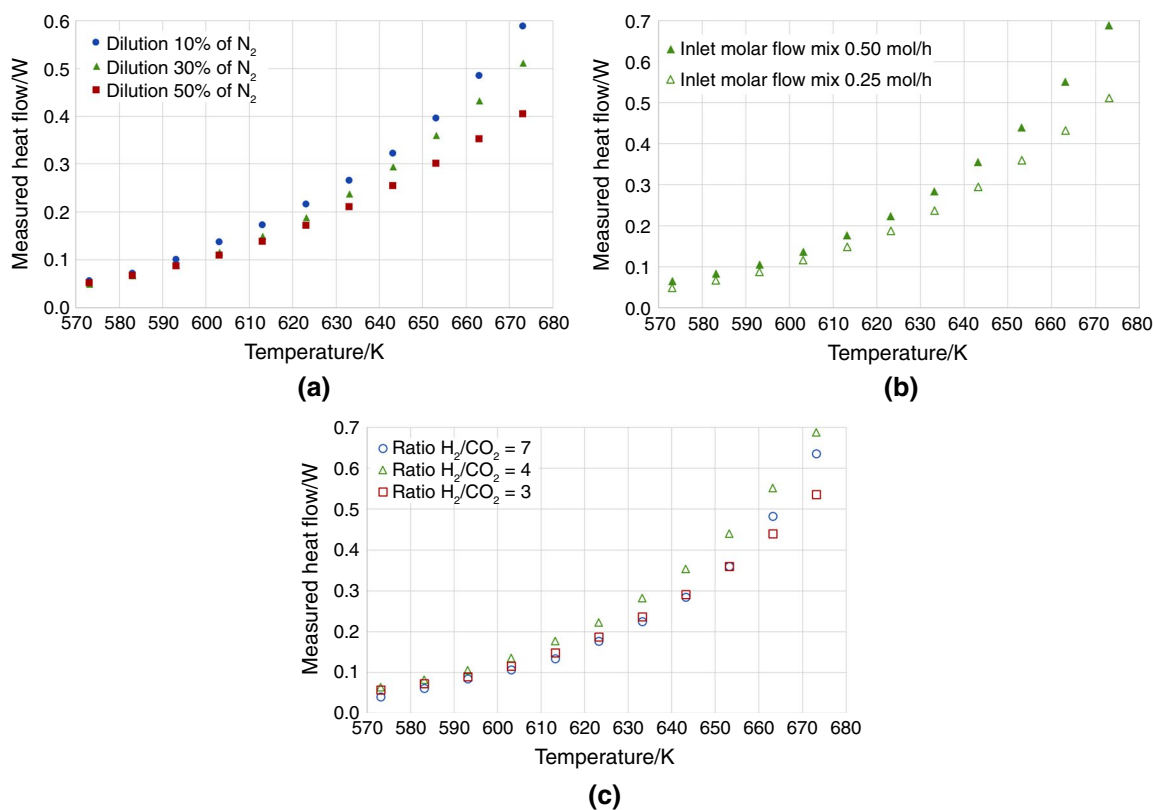 Measured heat flow/W
0.6
0.5
0.4
0.3
0.2
0.1
0.0
Dilution 10% of N₂
Dilution 30% of N₂
Dilution 50% of N₂
570 580 590 600 610 620 630 640 650 660 670 680
Temperature/K
(a)
Measured heat flow/W
0.7
0.6
0.5
0.4
0.3
0.2
0.1
0.0
Inlet molar flow mix 0.50 mol/h
Inlet molar flow mix 0.25 mol/h
570 580 590 600 610 620 630 640 650 660 670 680
Temperature/K
(b)
Measured heat flow/W
0.7
0.6
0.5
0.4
0.3
0.2
0.1
0.0
Ratio H₂/CO₂ = 7
Ratio H₂/CO₂ = 4
Ratio H₂/CO₂ = 3
570 580 590 600 610 620 630 640 650 660 670 680
Temperature/K
(c)